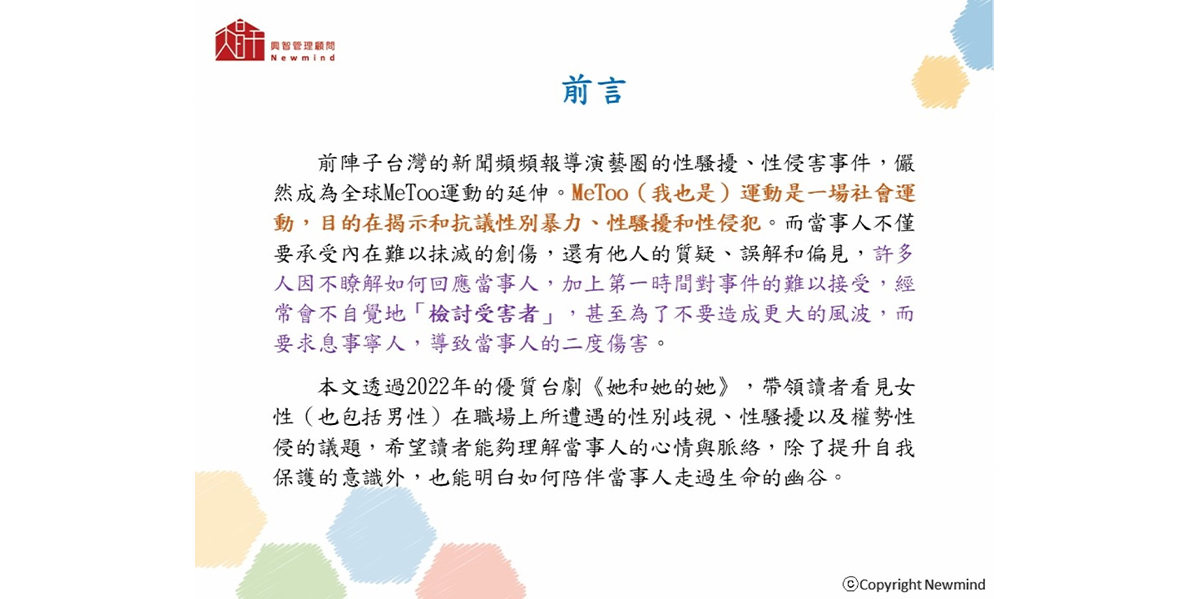 興智管理顧問
Newmind
前言
前陣子台灣的新聞頻頻報導演藝圈的性騷擾、性侵害事件，儼
然成為全球MeToo運動的延伸。MeToo（我也是）運動是一場社會運
動，目的在揭示和抗議性別暴力、性騷擾和性侵犯。而當事人不僅
要承受內在難以抹滅的創傷，還有他人的質疑、誤解和偏見，許多
人因不瞭解如何回應當事人，加上第一時間對事件的難以接受，經
常會不自覺地「檢討受害者」，甚至為了不要造成更大的風波，而
要求息事寧人，導致當事人的二度傷害。
本文透過2022年的優質台劇《她和她的她》，帶領讀者看見女
性（也包括男性）在職場上所遭遇的性別歧視、性騷擾以及權勢性
侵的議題，希望讀者能夠理解當事人的心情與脈絡，除了提升自我
保護的意識外，也能明白如何陪伴當事人走過生命的幽谷。
ⓒCopyright Newmind